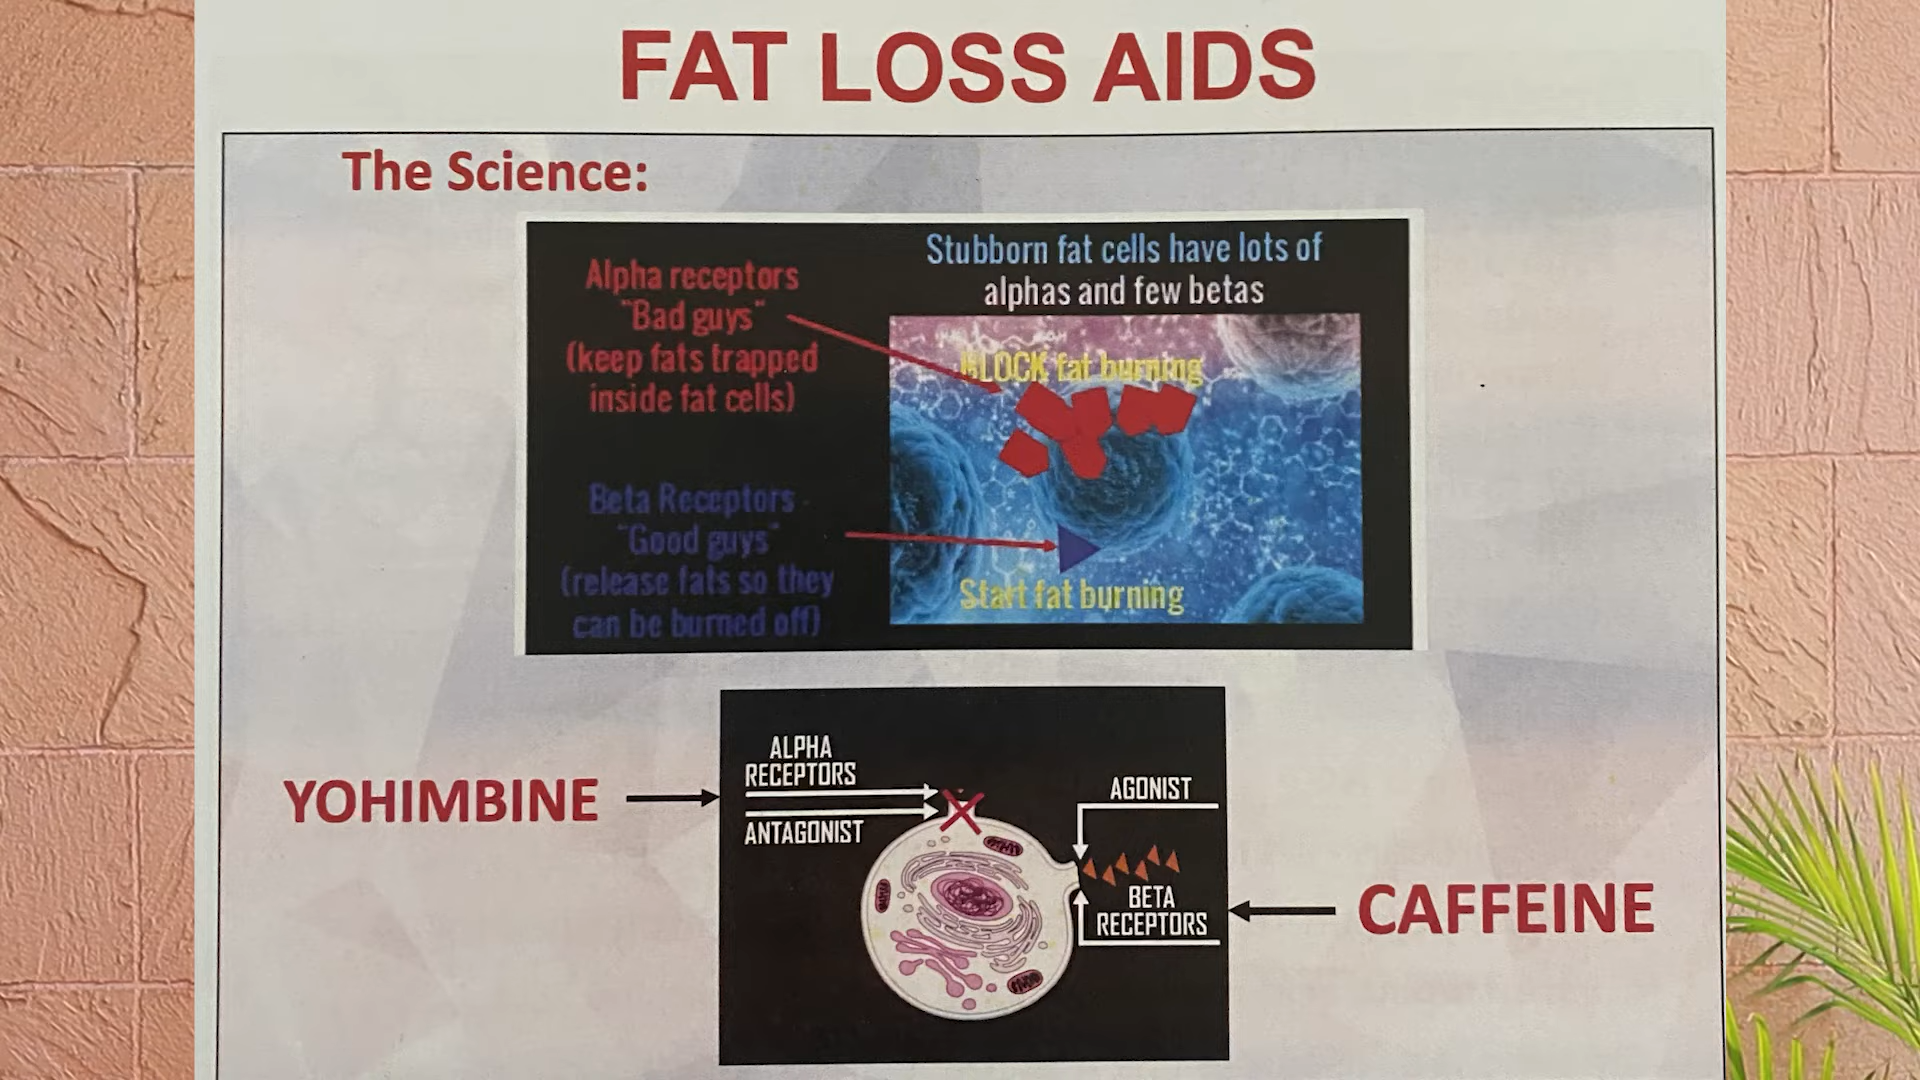 FAT LOSS AIDS
The Science:
Alpha receptors
"Bad guys"
(keep fats trapped
inside fat cells)
Stubborn fat cells have lots of
alphas and few betas
BLOCK fat burning
Beta Receptors -
"Good guys"
(release fats so they
can be burned off)
Start fat burning
YOHIMBINE
ALPHA
RECEPTORS
ANTAGONIST
AGONIST
BETA
RECEPTORS
CAFFEINE